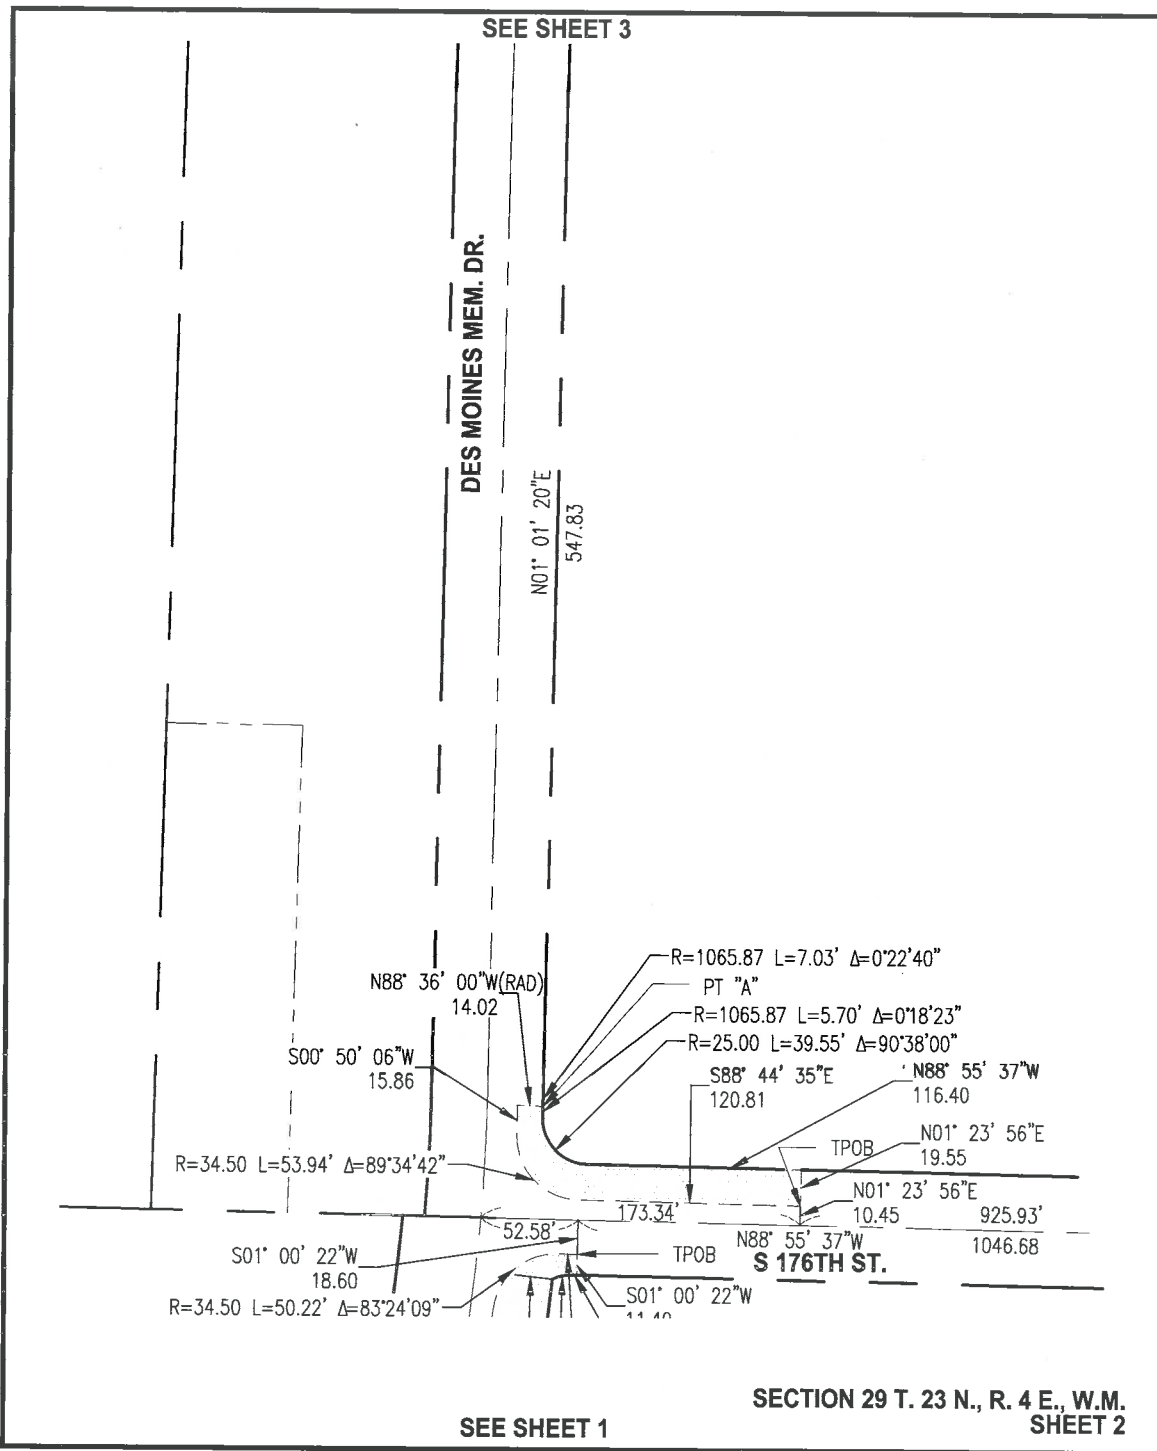 SEE SHEET 3
DES MOINES MEM. DR.
N01° 01' 20"E
547.83
R=1065.87 L=7.03' Δ=0°22'40"
N88° 36' 00"W(RAD)
14.02
PT "A"
R=1065.87 L=5.70' Δ=0°18'23"
R=25.00 L=39.55' Δ=90°38'00"
S00° 50' 06"W
15.86
S88° 44' 35"E
120.81
N88° 55' 37"W
116.40
TPOB
N01° 23' 56"E
19.55
R=34.50 L=53.94' Δ=89°34'42"
N01° 23' 56"E
10.45
173.34'
925.93'
52.58'
N88° 55' 37"W
1046.68
S01° 00' 22"W
18.60
TPOB
S 176TH ST.
R=34.50 L=50.22' Δ=83°24'09"
S01° 00' 22"W
SECTION 29 T. 23 N., R. 4 E., W.M.
SHEET 2
SEE SHEET 1